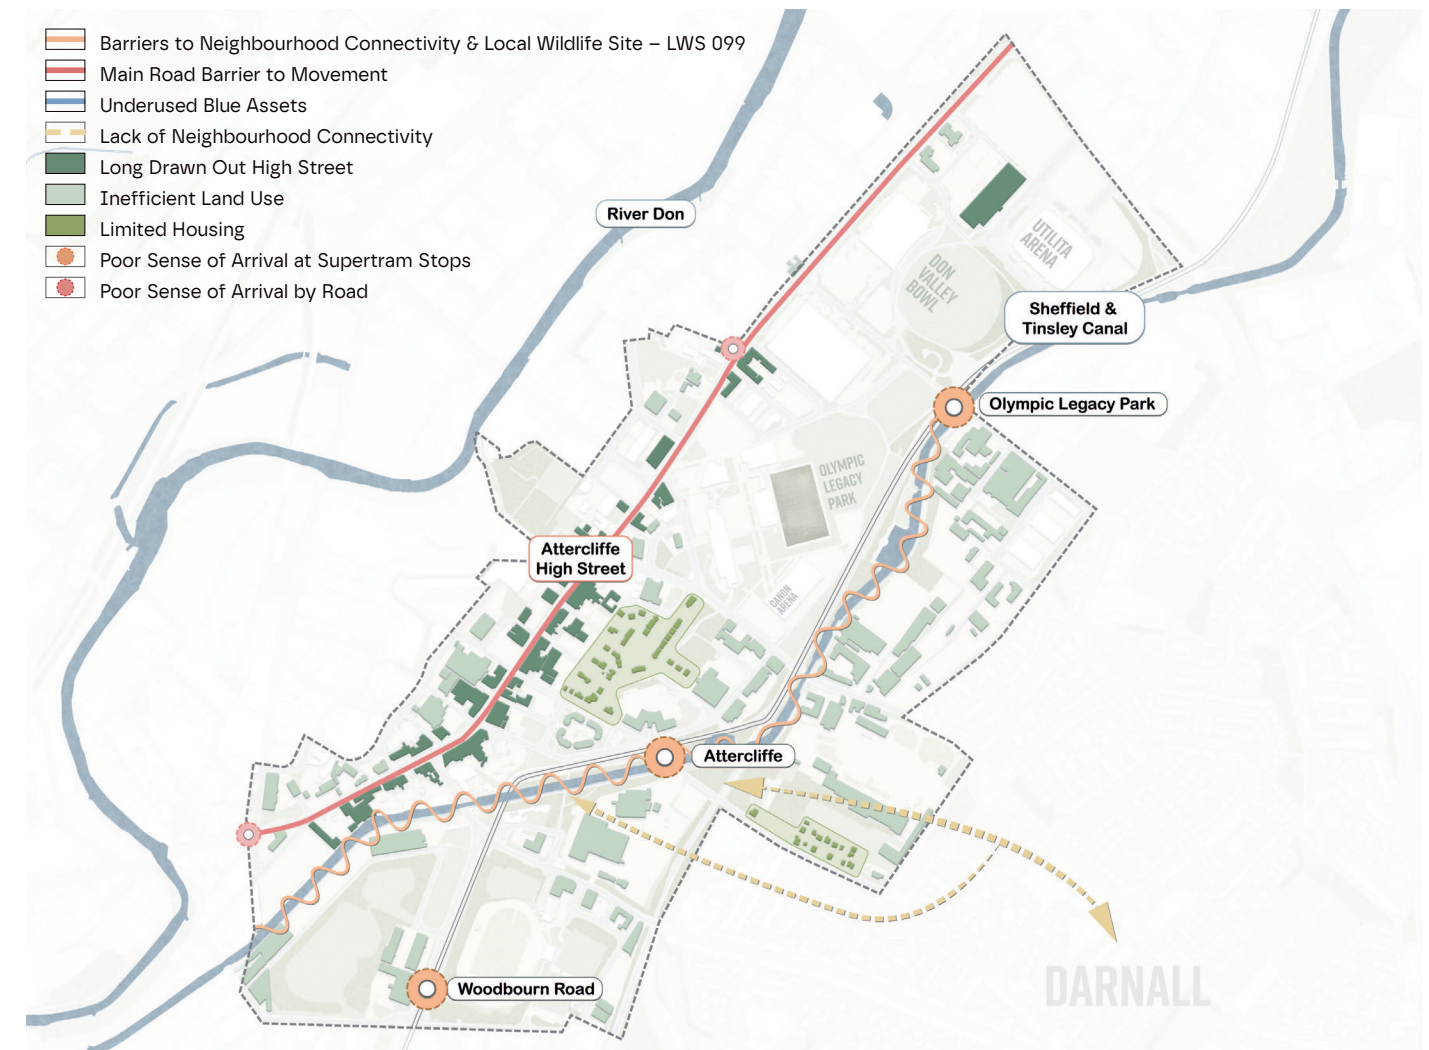 Barriers to Neighbourhood Connectivity & Local Wildlife Site – LWS 099
Main Road Barrier to Movement
Underused Blue Assets
Lack of Neighbourhood Connectivity
Long Drawn Out High Street
Inefficient Land Use
Limited Housing
Poor Sense of Arrival at Supertram Stops
Poor Sense of Arrival by Road
River Don
UTILITA
ARENA
DON
VALLEY
BOWL
Sheffield &
Tinsley Canal
Olympic Legacy Park
OLYMPIC
LEGACY
PARK
Attercliffe
High Street
CANON
ARENA
Attercliffe
Woodbourn Road
DARNALL